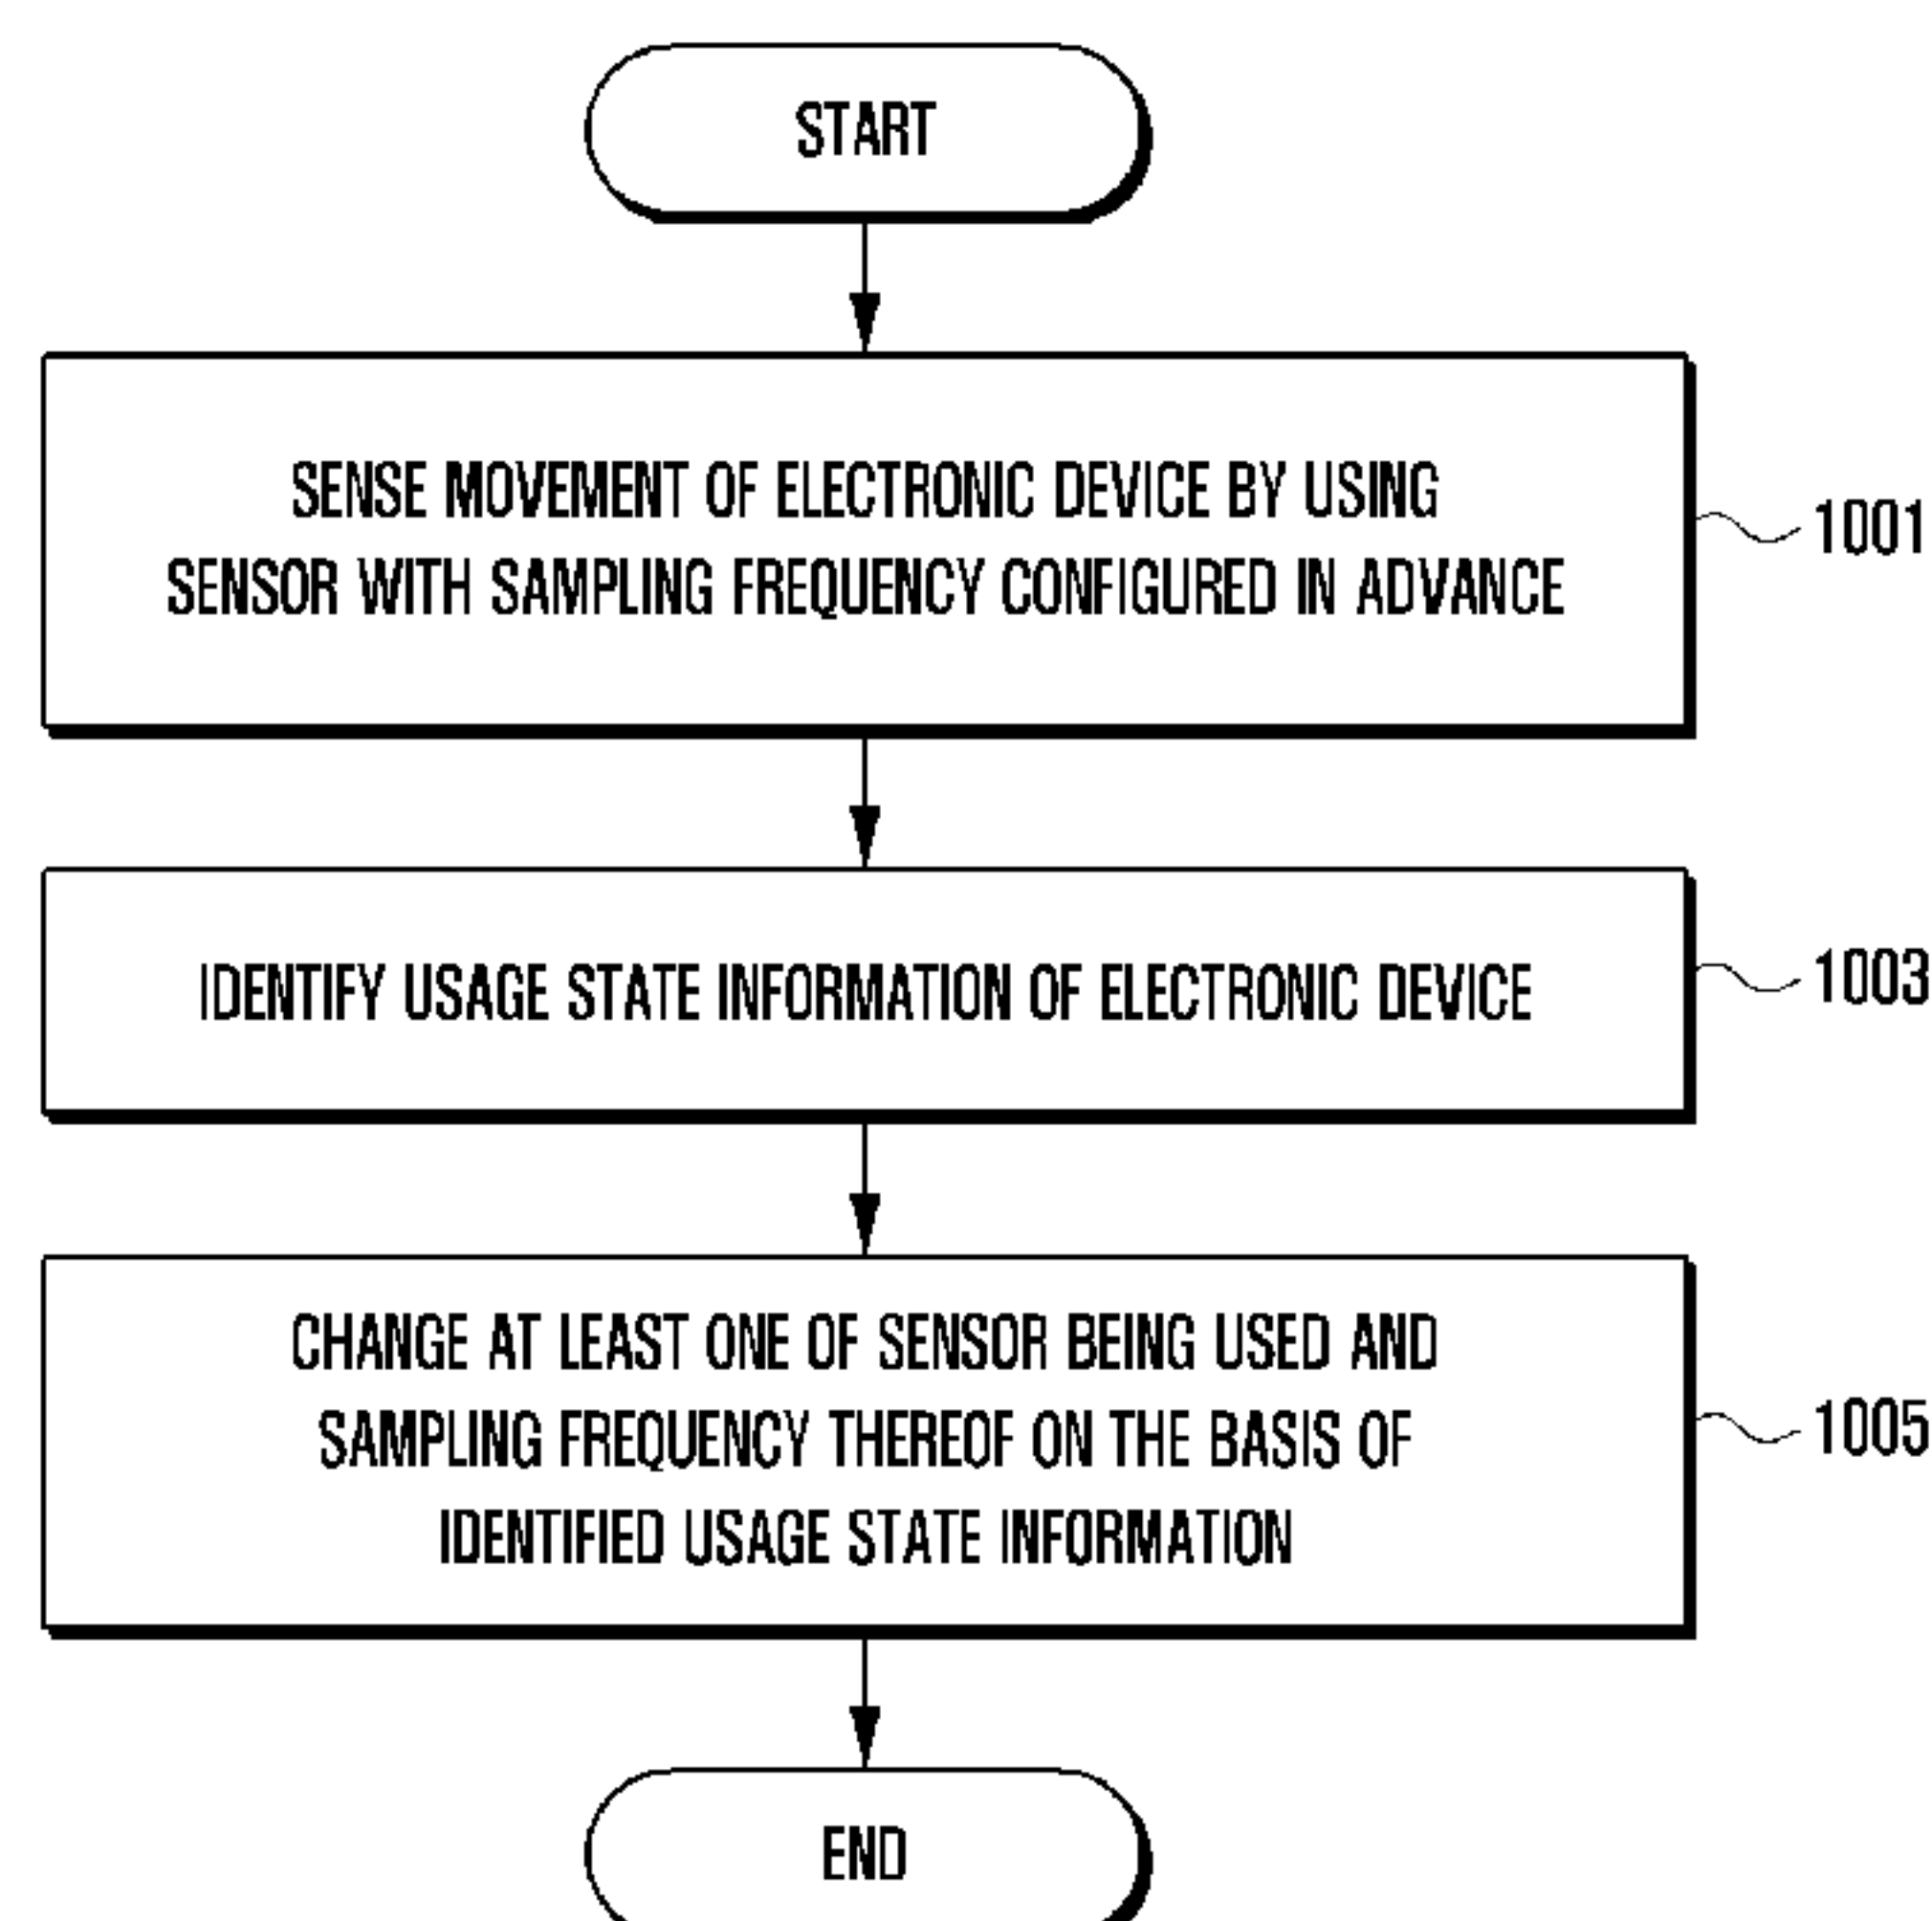 START
SENSE MOVEMENT OF ELECTRONIC DEVICE BY USING
SENSOR WITH SAMPLING FREQUENCY CONFIGURED IN ADVANCE
1001
IDENTIFY USAGE STATE INFORMATION OF ELECTRONIC DEVICE
1003
CHANGE AT LEAST ONE OF SENSOR BEING USED AND
SAMPLING FREQUENCY THEREOF ON THE BASIS OF
IDENTIFIED USAGE STATE INFORMATION
1005
END